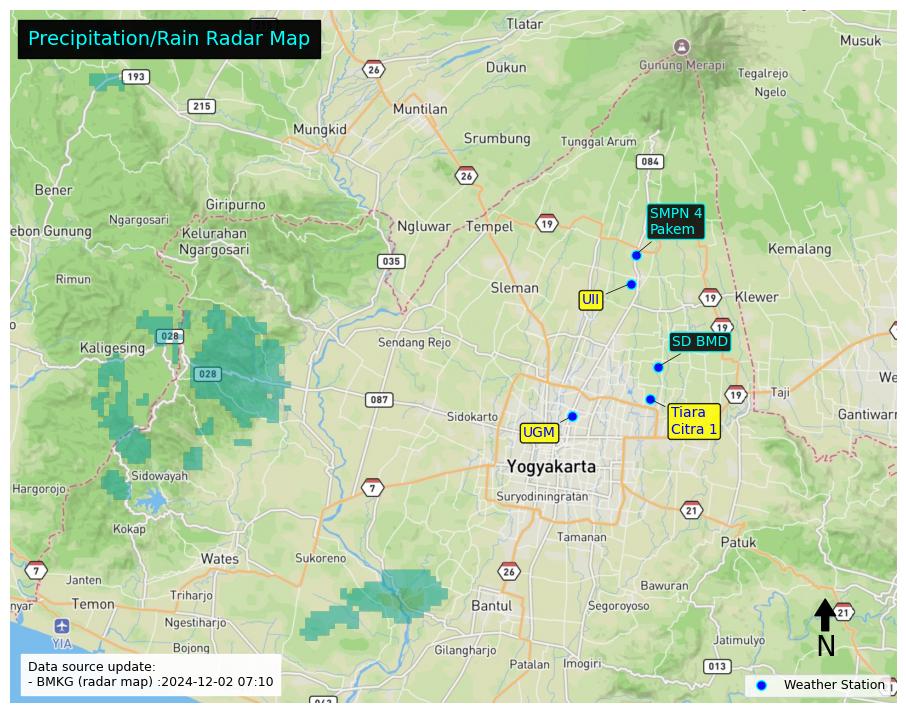 Precipitation/Rain Radar Map
Tlatar
Musuk
26
Gunung Merapi
193
Dukun
Tegalrejo
Ngelo
215
Muntilan
Mungkid
Srumbung
Tunggal Arum
084
26
Bener
Giripurno
SMPN 4
Pakem
Ngargosari
ebon Gunung
Kelurahan
Ngargosari
Ngluwar
Tempel
19
Kemalang
035
Rimun
Sleman
UII
19
Klewer
19
028
Kaligesing
Sendang Rejo
SD BMD
028
We
Taji
19
087
Sidokarto
Tiara
Citra 1
Gantiwarn
UGM
Yogyakarta
Sidowayah
Hargorojo
7
Suryodiningratan
21
Kokap
Tamanan
Patuk
Wates
Sukoreno
7
26
Janten
Bawuran
nyar
Temon
Triharjo
Bantul
Segoroyoso
21
Ngestiharjo
YIA
N
Jatimulyo
Bojong
Gilangharjo
Patalan
Imogiri
013
Data source update:
- BMKG (radar map) :2024-12-02 07:10
Weather Station